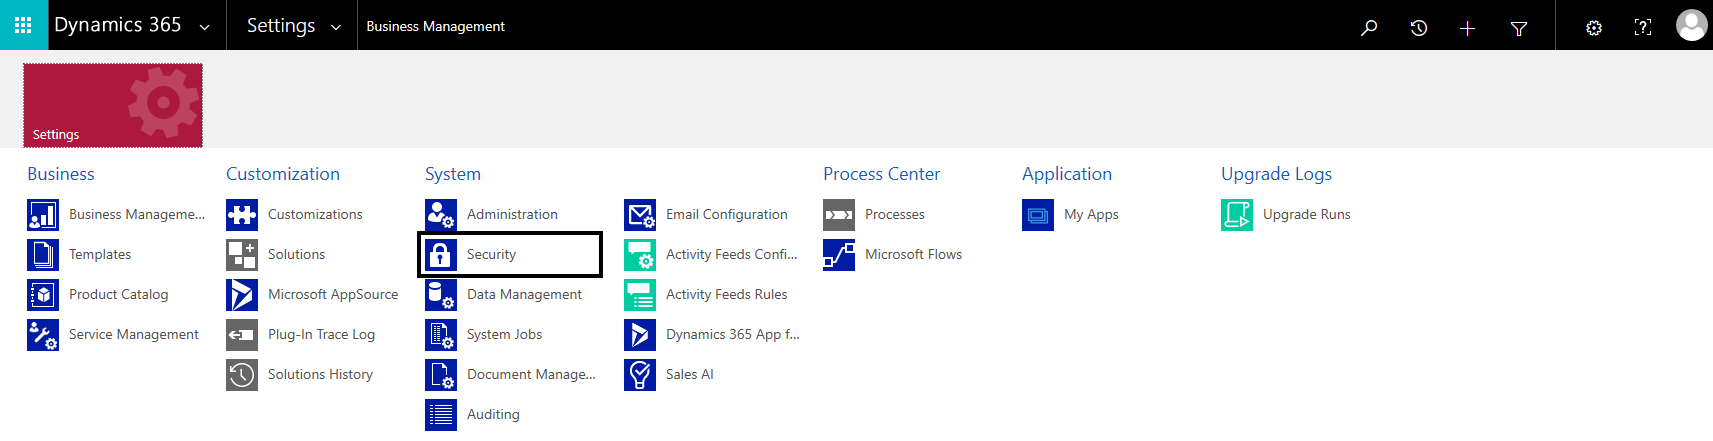 Dynamics 365
Settings
Business Management
Settings
Business
Business Manageme...
Templates
Product Catalog
Service Management
Customization
Customizations
Solutions
Microsoft AppSource
Plug-In Trace Log
Solutions History
System
Administration
Security
Data Management
System Jobs
Document Manage...
Auditing
Email Configuration
Activity Feeds Confi...
Activity Feeds Rules
Dynamics 365 App f...
Sales AI
Process Center
Processes
Microsoft Flows
Application
My Apps
Upgrade Logs
Upgrade Runs